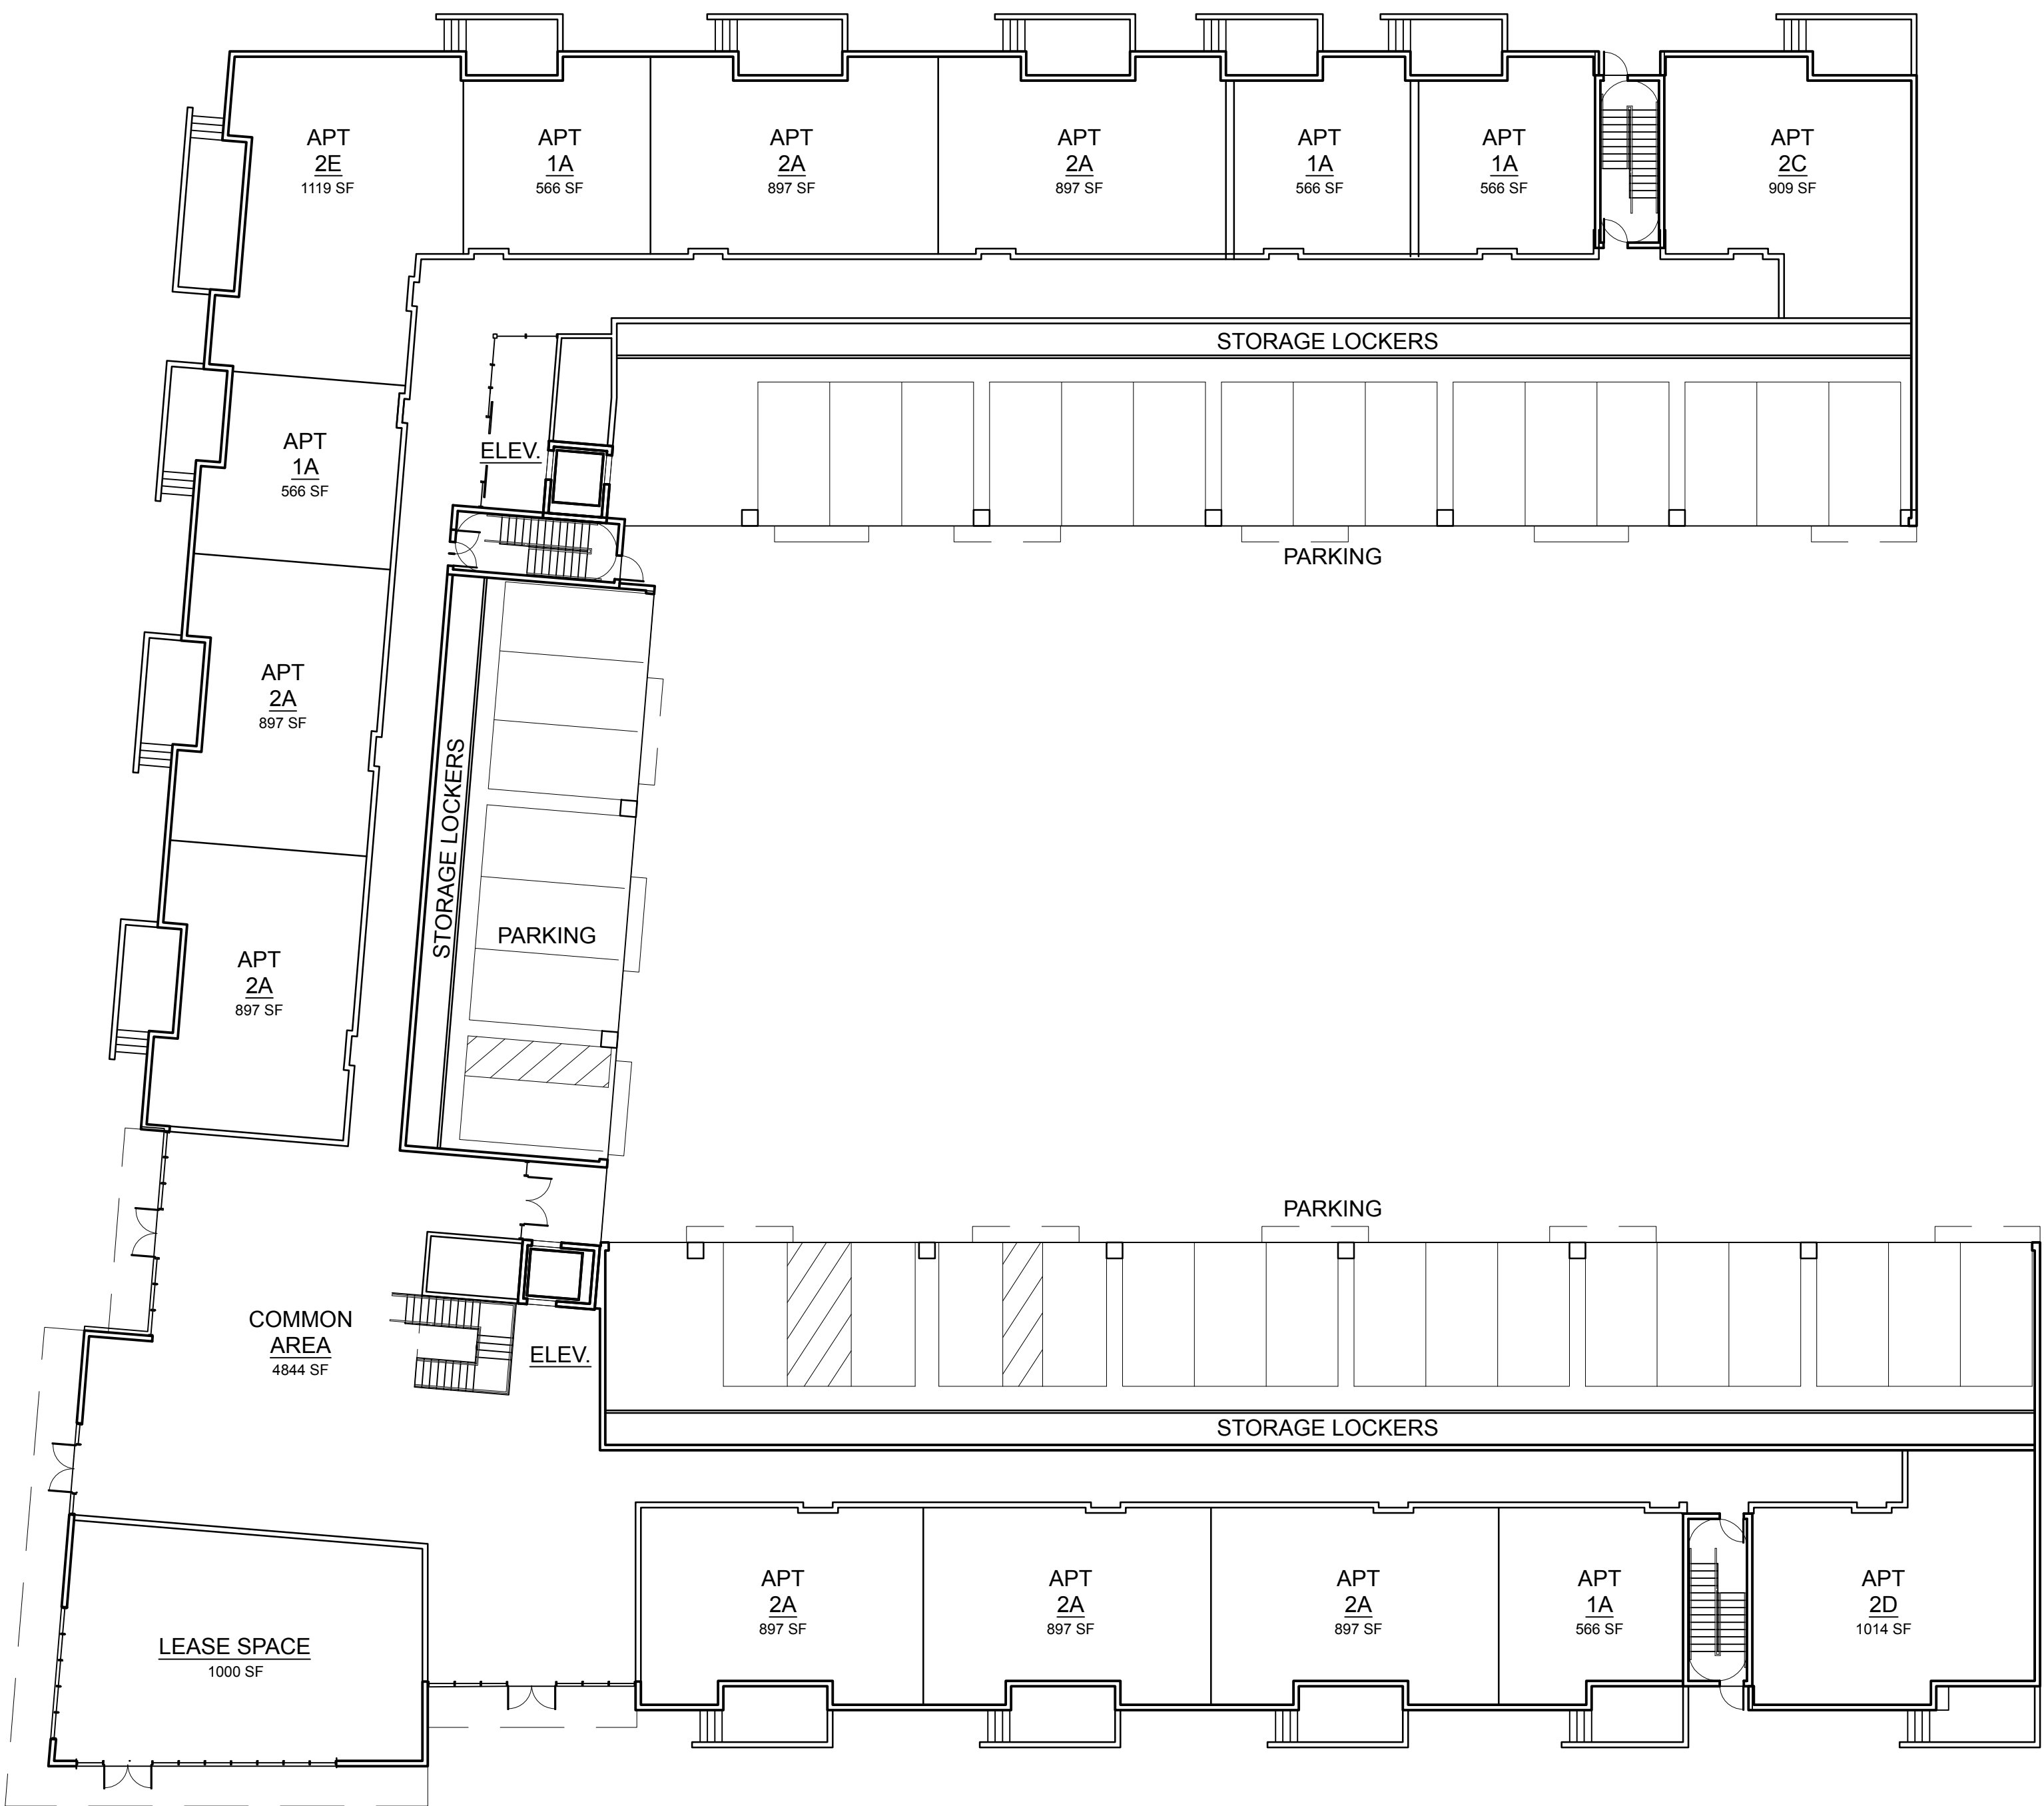 APT
2E
1119 SF
APT
1A
566 SF
APT
2A
897 SF
APT
2A
897 SF
APT
1A
566 SF
APT
1A
566 SF
APT
2C
909 SF
STORAGE LOCKERS
ELEV.
PARKING
APT
1A
566 SF
APT
2A
897 SF
STORAGE LOCKERS
PARKING
APT
2A
897 SF
PARKING
COMMON
AREA
4844 SF
ELEV.
STORAGE LOCKERS
LEASE SPACE
1000 SF
APT
2A
897 SF
APT
2A
897 SF
APT
2A
897 SF
APT
1A
566 SF
APT
2D
1014 SF